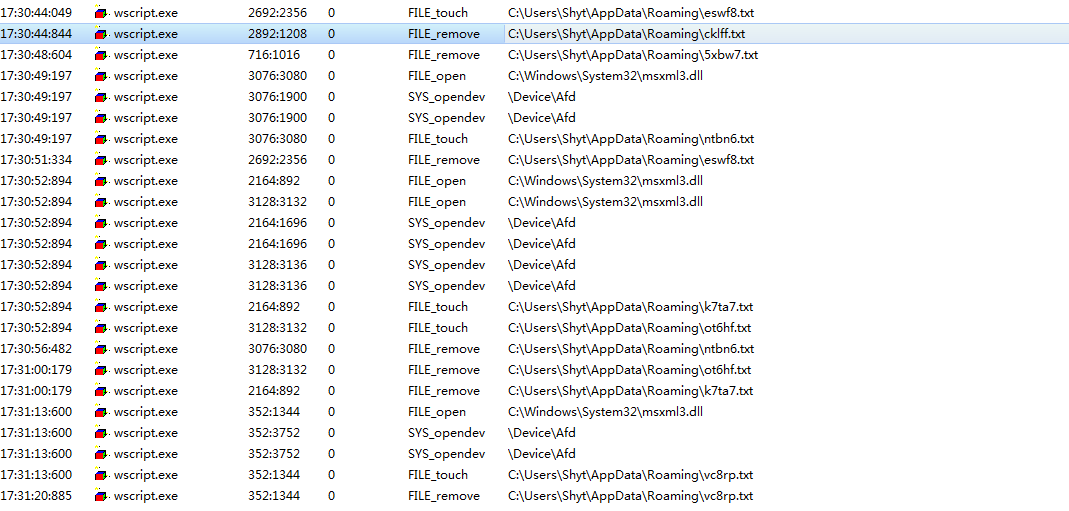 17:30:44:049 wscript.exe 2692:2356 0 FILE_touch C:\Users\Shyt\AppData\Roaming\eswf8.txt
17:30:44:844 wscript.exe 2892:1208 0 FILE_remove C:\Users\Shyt\AppData\Roaming\cklff.txt
17:30:48:604 wscript.exe 716:1016 0 FILE_remove C:\Users\Shyt\AppData\Roaming\5xbw7.txt
17:30:49:197 wscript.exe 3076:3080 0 FILE_open C:\Windows\System32\msxml3.dll
17:30:49:197 wscript.exe 3076:1900 0 SYS_opendev \Device\Afd
17:30:49:197 wscript.exe 3076:1900 0 SYS_opendev \Device\Afd
17:30:49:197 wscript.exe 3076:3080 0 FILE_touch C:\Users\Shyt\AppData\Roaming\ntbn6.txt
17:30:51:334 wscript.exe 2692:2356 0 FILE_remove C:\Users\Shyt\AppData\Roaming\eswf8.txt
17:30:52:894 wscript.exe 2164:892 0 FILE_open C:\Windows\System32\msxml3.dll
17:30:52:894 wscript.exe 3128:3132 0 FILE_open C:\Windows\System32\msxml3.dll
17:30:52:894 wscript.exe 2164:1696 0 SYS_opendev \Device\Afd
17:30:52:894 wscript.exe 2164:1696 0 SYS_opendev \Device\Afd
17:30:52:894 wscript.exe 3128:3136 0 SYS_opendev \Device\Afd
17:30:52:894 wscript.exe 3128:3136 0 SYS_opendev \Device\Afd
17:30:52:894 wscript.exe 2164:892 0 FILE_touch C:\Users\Shyt\AppData\Roaming\k7ta7.txt
17:30:52:894 wscript.exe 3128:3132 0 FILE_touch C:\Users\Shyt\AppData\Roaming\ot6hf.txt
17:30:56:482 wscript.exe 3076:3080 0 FILE_remove C:\Users\Shyt\AppData\Roaming\ntbn6.txt
17:31:00:179 wscript.exe 3128:3132 0 FILE_remove C:\Users\Shyt\AppData\Roaming\ot6hf.txt
17:31:00:179 wscript.exe 2164:892 0 FILE_remove C:\Users\Shyt\AppData\Roaming\k7ta7.txt
17:31:13:600 wscript.exe 352:1344 0 FILE_open C:\Windows\System32\msxml3.dll
17:31:13:600 wscript.exe 352:3752 0 SYS_opendev \Device\Afd
17:31:13:600 wscript.exe 352:3752 0 SYS_opendev \Device\Afd
17:31:13:600 wscript.exe 352:1344 0 FILE_touch C:\Users\Shyt\AppData\Roaming\vc8rp.txt
17:31:20:885 wscript.exe 352:1344 0 FILE_remove C:\Users\Shyt\AppData\Roaming\vc8rp.txt